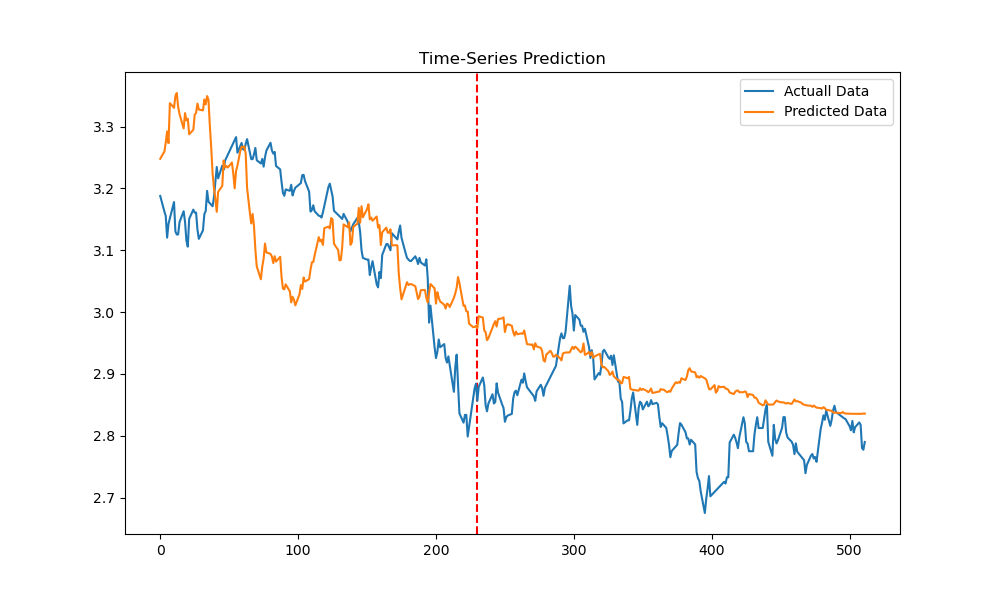 Time-Series Prediction
Actuall Data
Predicted Data
3.3
3.2
3.1
3.0
2.9
2.8
2.7
0 100 200 300 400 500